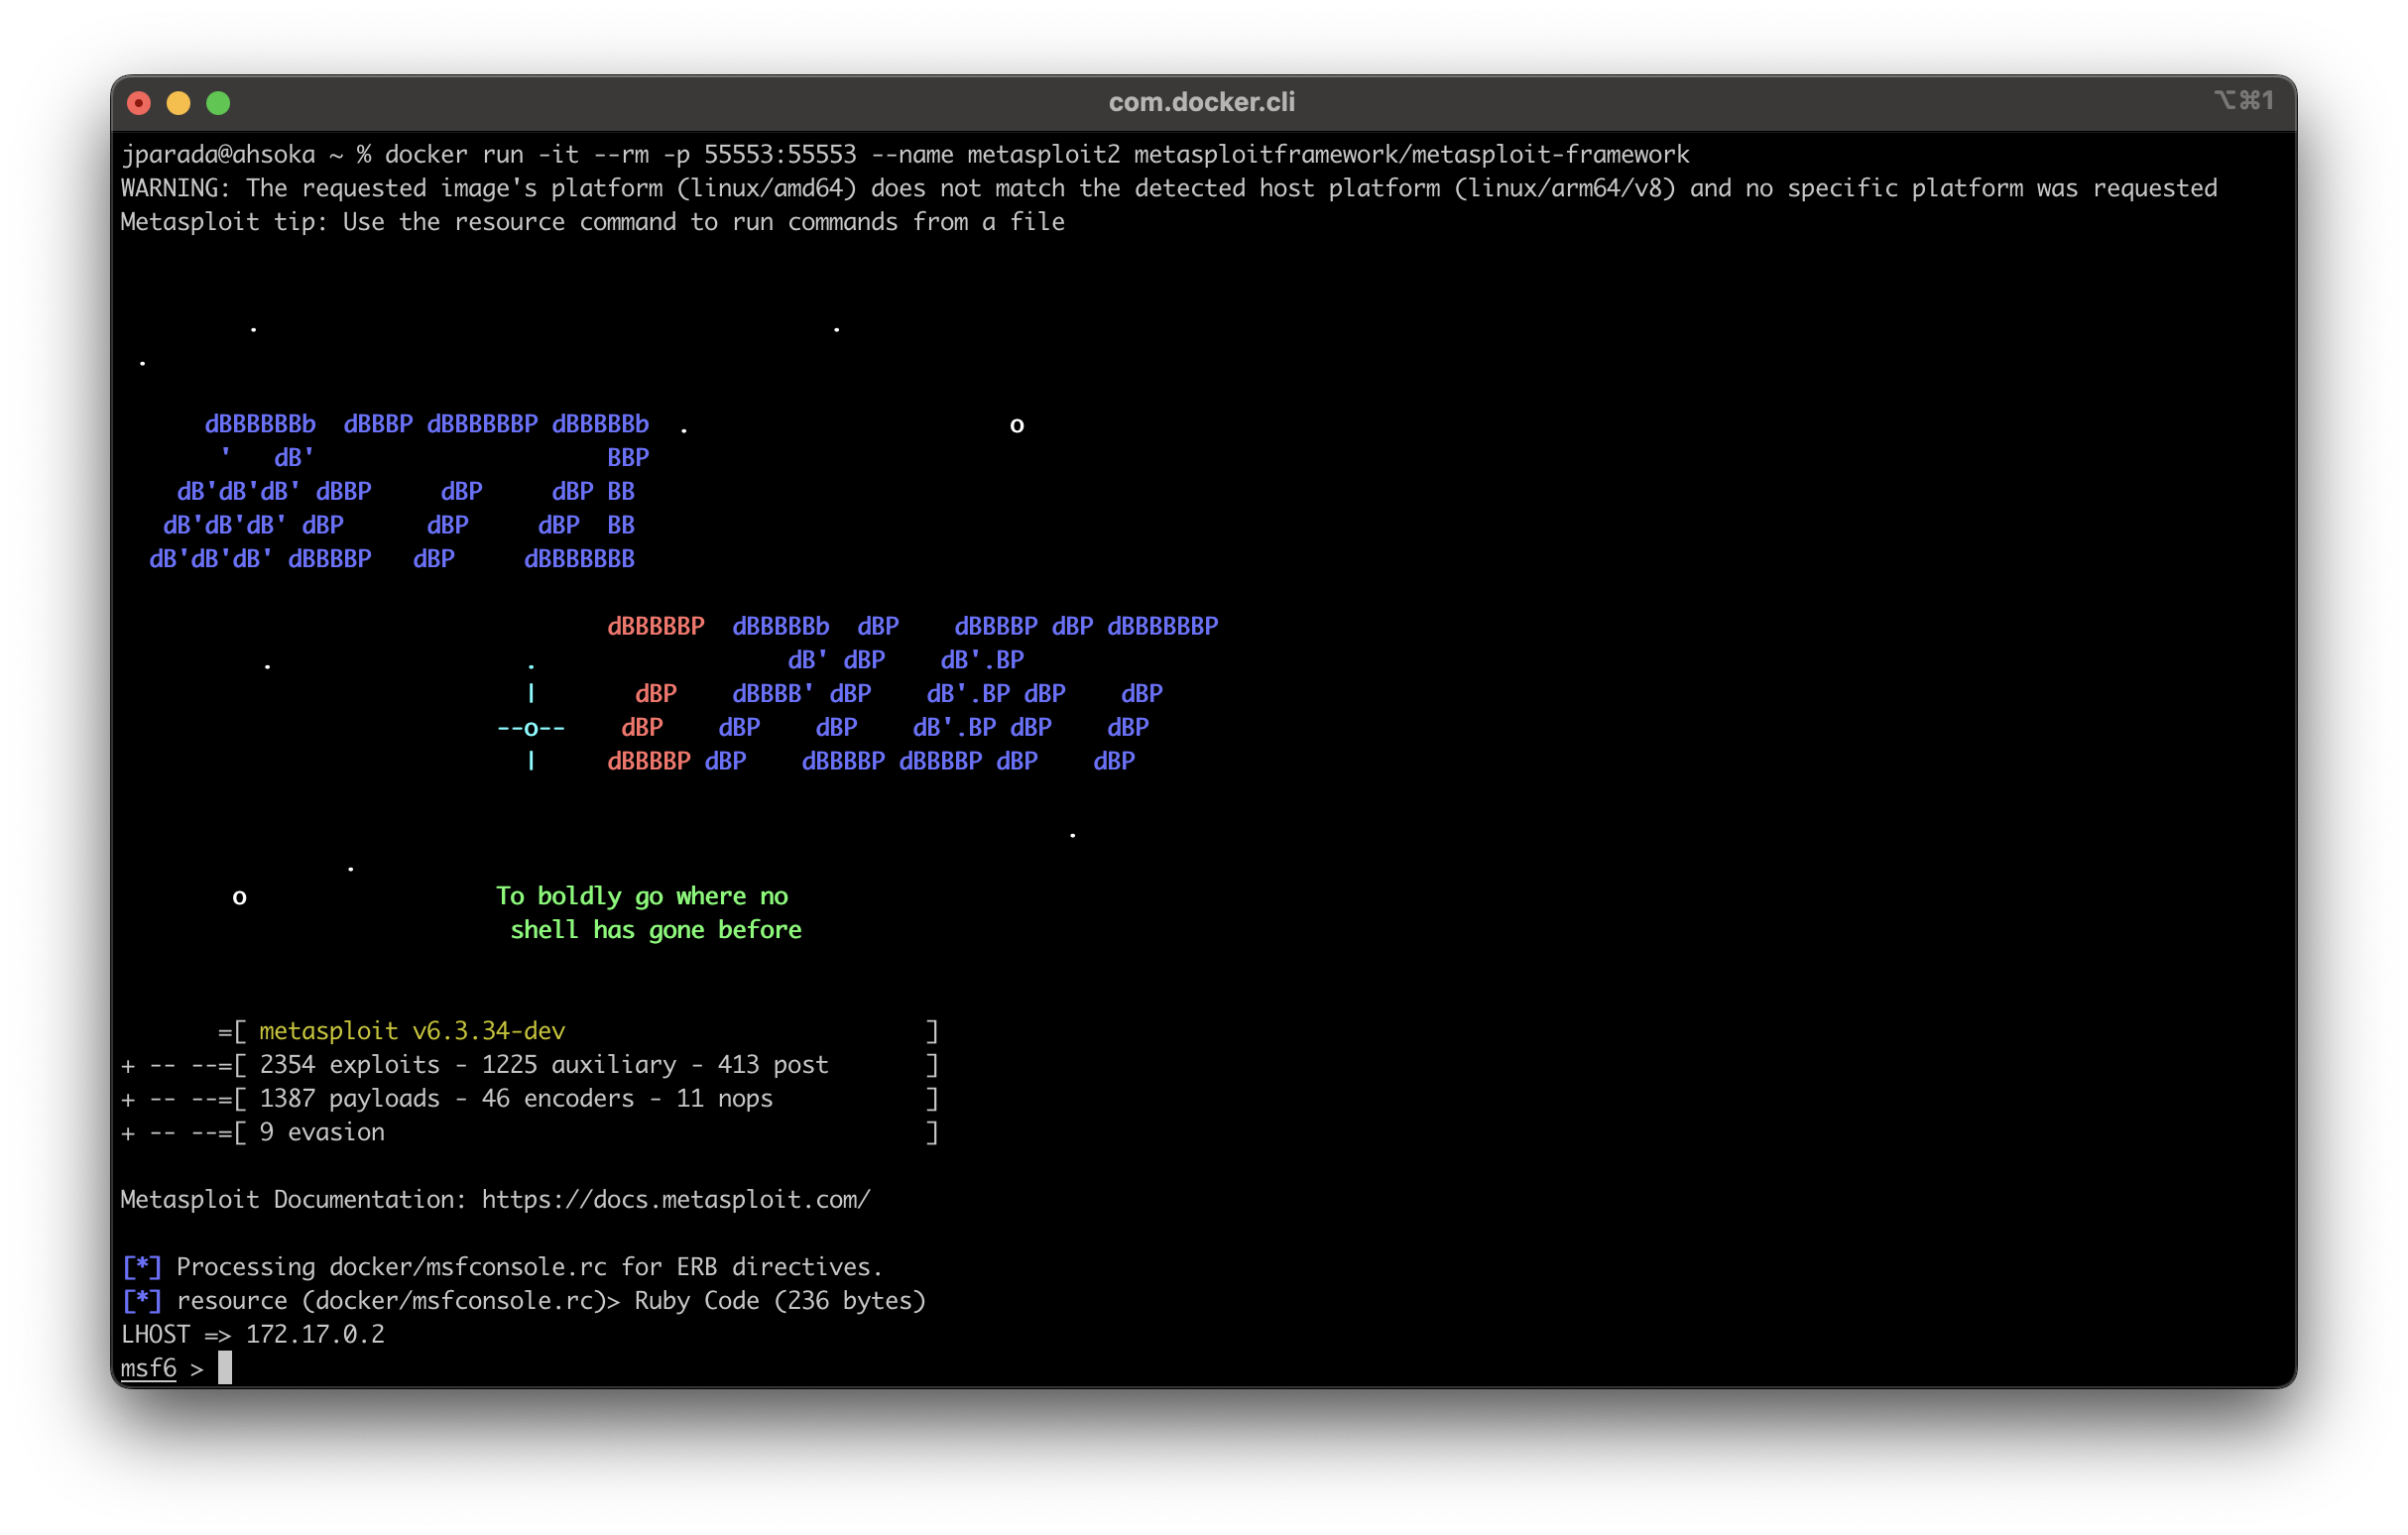 com.docker.cli ⌥⌘1
jparada@ahsoka ~ % docker run -it --rm -p 55553:55553 --name metasploit2 metasploitframework/metasploit-framework
WARNING: The requested image's platform (linux/amd64) does not match the detected host platform (linux/arm64/v8) and no specific platform was requested
Metasploit tip: Use the resource command to run commands from a file
         .                                         .
 .
      dBBBBBBb  dBBBP dBBBBBBP dBBBBBb  .                       o
       '   dB'                     BBP
    dB'dB'dB' dBBP     dBP     dBP BB
   dB'dB'dB' dBP      dBP     dBP  BB
  dB'dB'dB' dBBBBP   dBP     dBBBBBBB
                                   dBBBBBP  dBBBBBb  dBP    dBBBBP dBP dBBBBBBP
          .                  .                  dB' dBP    dB'.BP
                             |       dBP    dBBBB' dBP    dB'.BP dBP    dBP
                           --o--    dBP    dBP    dBP    dB'.BP dBP    dBP
                             |     dBBBBP dBP    dBBBBP dBBBBP dBP    dBP
                                                                    .
                .
        o                  To boldly go where no
                            shell has gone before
       =[ metasploit v6.3.34-dev                          ]
+ -- --=[ 2354 exploits - 1225 auxiliary - 413 post       ]
+ -- --=[ 1387 payloads - 46 encoders - 11 nops           ]
+ -- --=[ 9 evasion                                       ]
Metasploit Documentation: https://docs.metasploit.com/
[*] Processing docker/msfconsole.rc for ERB directives.
[*] resource (docker/msfconsole.rc)> Ruby Code (236 bytes)
LHOST => 172.17.0.2
msf6 >